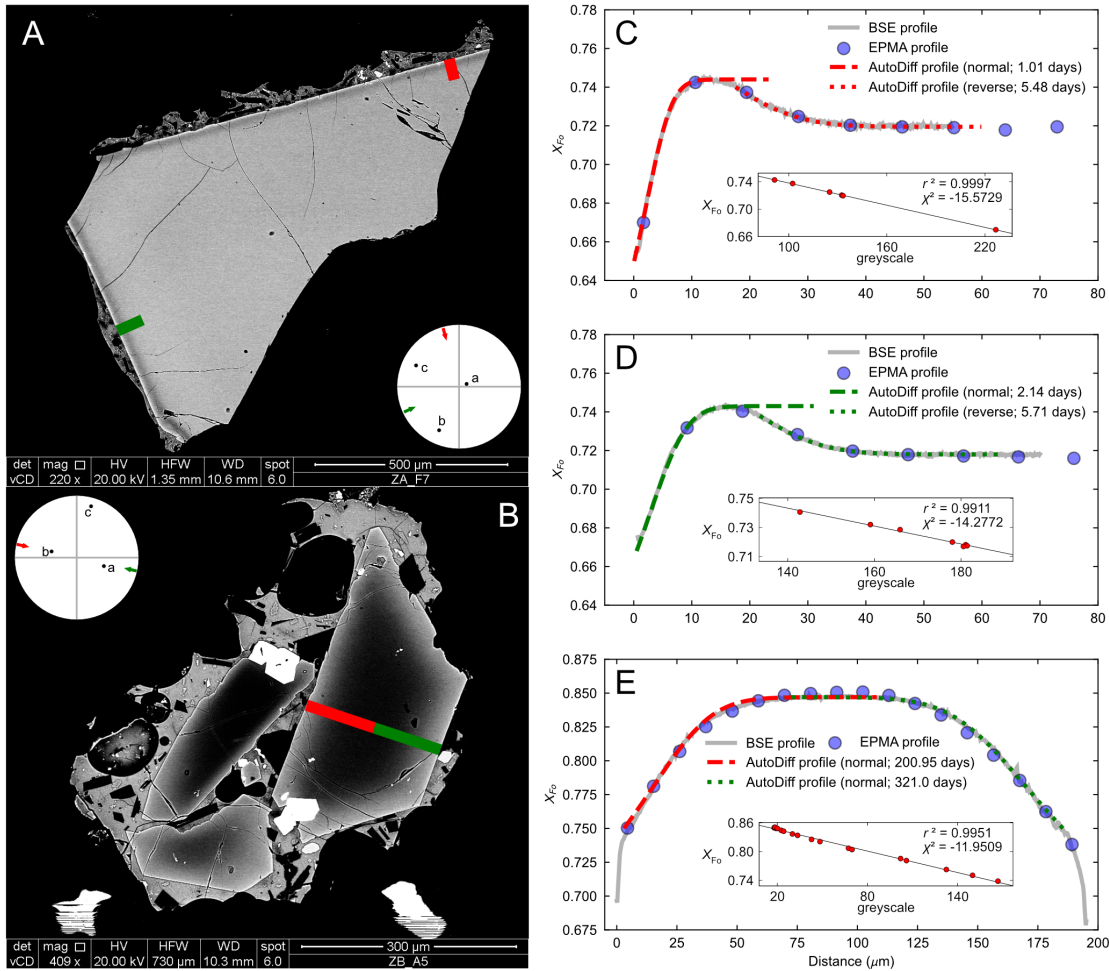 A
c
a
b
det mag □ HV HFW WD spot 500 µm
vCD 220 x 20.00 kV 1.35 mm 10.6 mm 6.0 ZA_F7
B
c
b
a
det mag □ HV HFW WD spot 300 µm
vCD 409 x 20.00 kV 730 µm 10.3 mm 6.0 ZB_A5
C
BSE profile
EPMA profile
AutoDiff profile (normal; 1.01 days)
AutoDiff profile (reverse; 5.48 days)
0.78
0.76
0.74
0.72
0.70
0.68
0.66
0.64
X_Fo
r² = 0.9997
χ² = -15.5729
0.74
0.70
0.66
X_Fo
100 160 220
greyscale
0 10 20 30 40 50 60 70 80
D
BSE profile
EPMA profile
AutoDiff profile (normal; 2.14 days)
AutoDiff profile (reverse; 5.71 days)
0.78
0.76
0.74
0.72
0.70
0.68
0.66
0.64
X_Fo
r² = 0.9911
χ² = -14.2772
0.75
0.73
0.71
X_Fo
140 160 180
greyscale
0 10 20 30 40 50 60 70 80
E
BSE profile EPMA profile
AutoDiff profile (normal; 200.95 days)
AutoDiff profile (normal; 321.0 days)
0.875
0.850
0.825
0.800
0.775
0.750
0.725
0.700
0.675
X_Fo
r² = 0.9951
χ² = -11.9509
0.86
0.80
0.74
X_Fo
20 80 140
greyscale
0 25 50 75 100 125 150 175 200
Distance (µm)